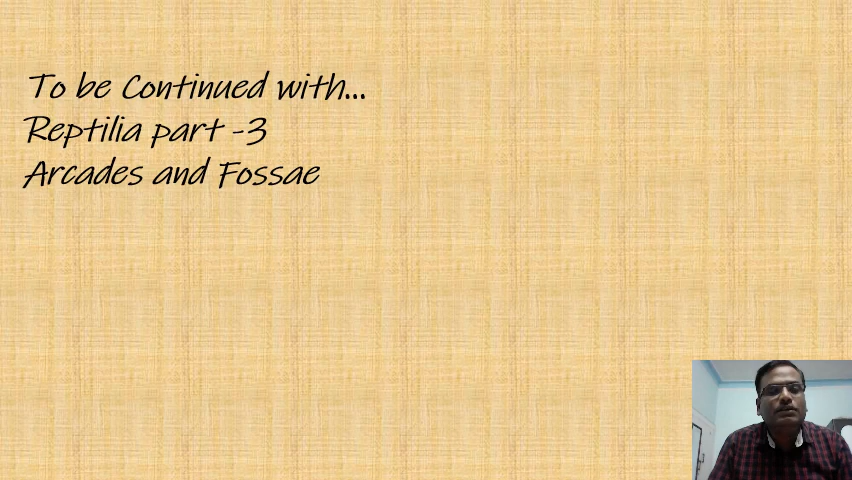 To be Continued with...
Reptilia part -3
Arcades and Fossae